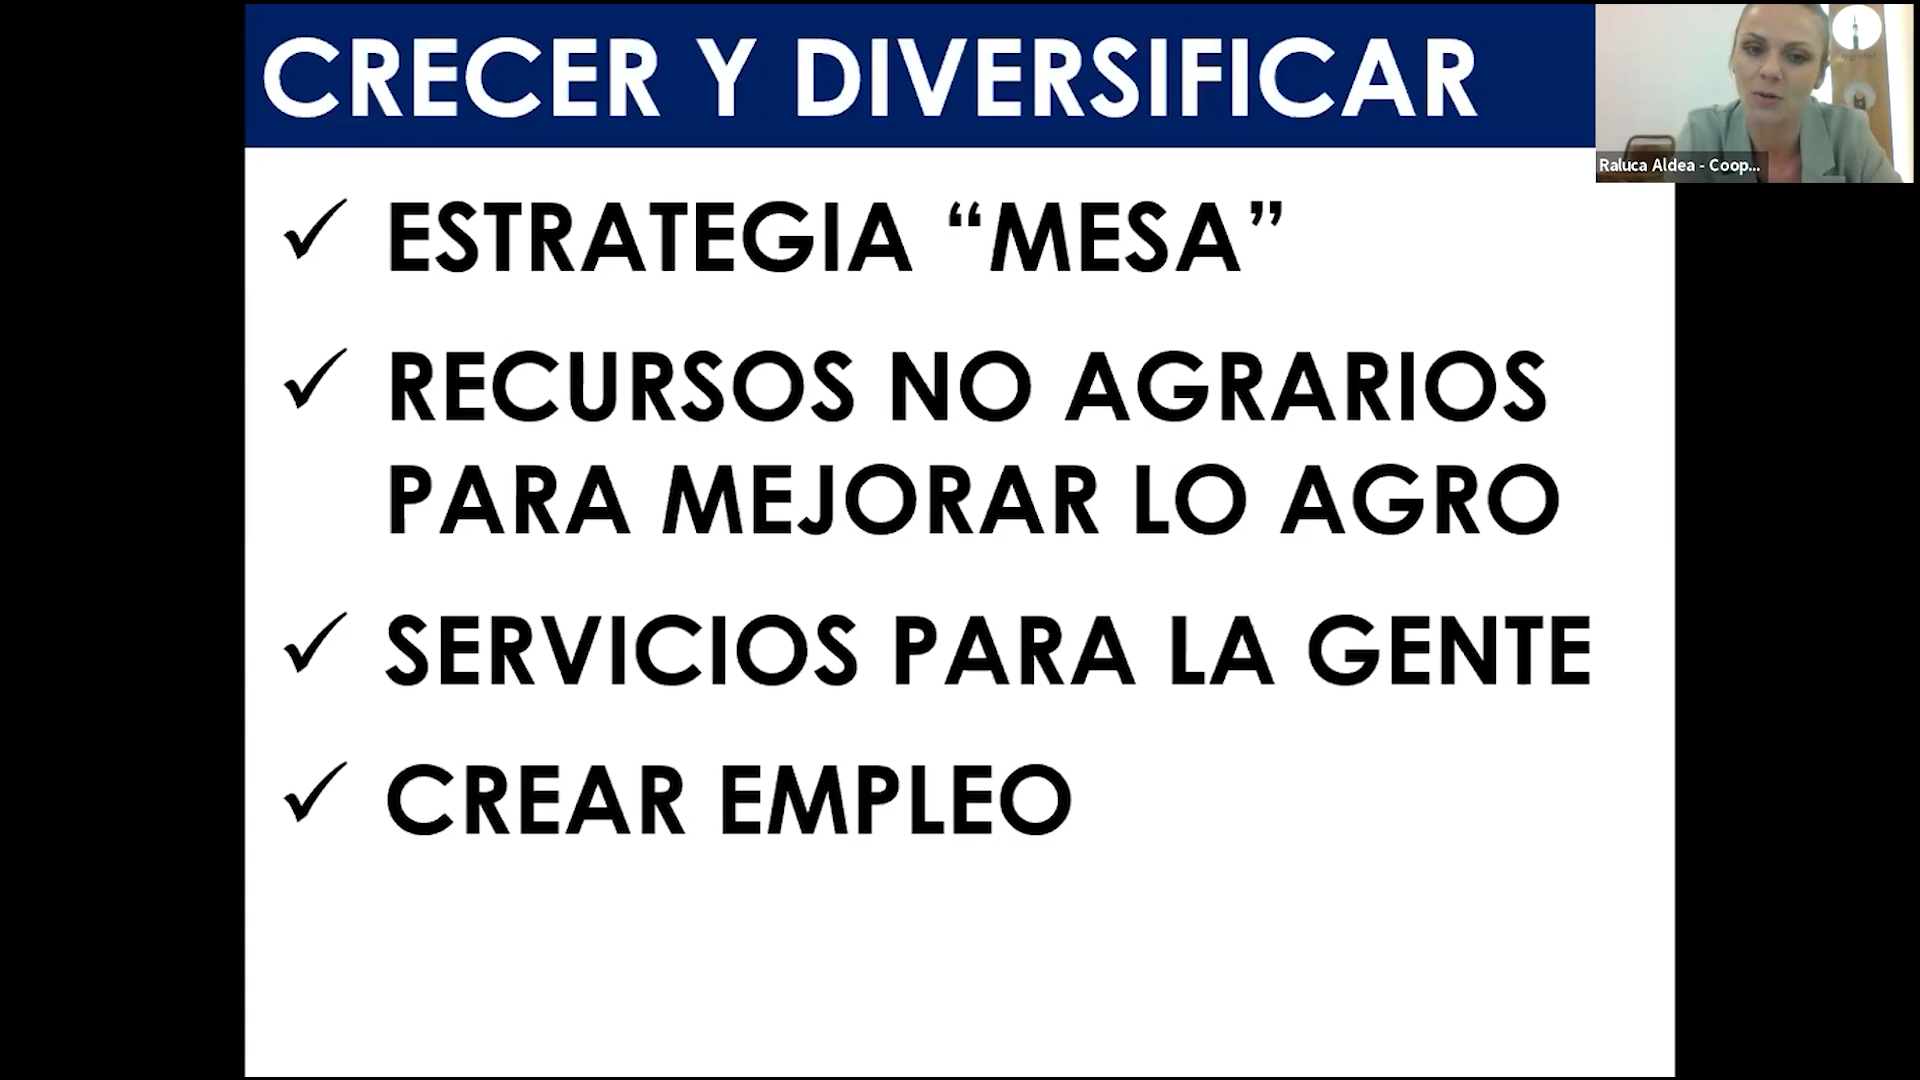 CRECER Y DIVERSIFICAR
Raluca Aldea - Coop...
✓ ESTRATEGIA “MESA”
✓ RECURSOS NO AGRARIOS
PARA MEJORAR LO AGRO
✓ SERVICIOS PARA LA GENTE
✓ CREAR EMPLEO